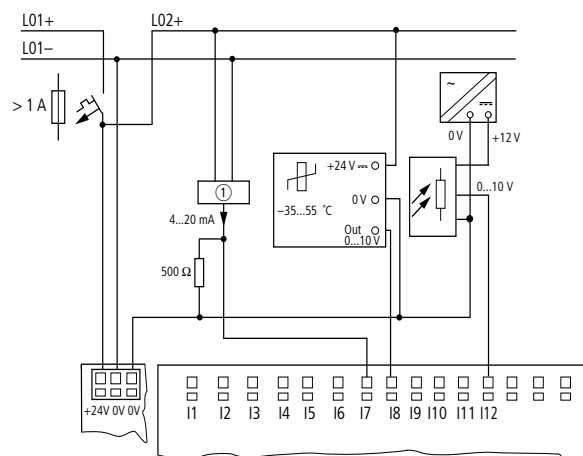 L01+ L02+
L01–
> 1 A
~
0 V +12 V
+24 V
0 V
–35...55 °C
Out
0...10 V
0...10 V
①
4...20 mA
500 Ω
+24V 0V 0V
I1 I2 I3 I4 I5 I6 I7 I8 I9 I10 I11 I12